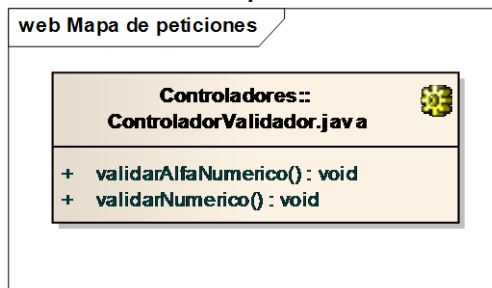 web Mapa de peticiones
Controladores::
ControladorValidador.java
+ validarAlfaNumerico() : void
+ validarNumerico() : void